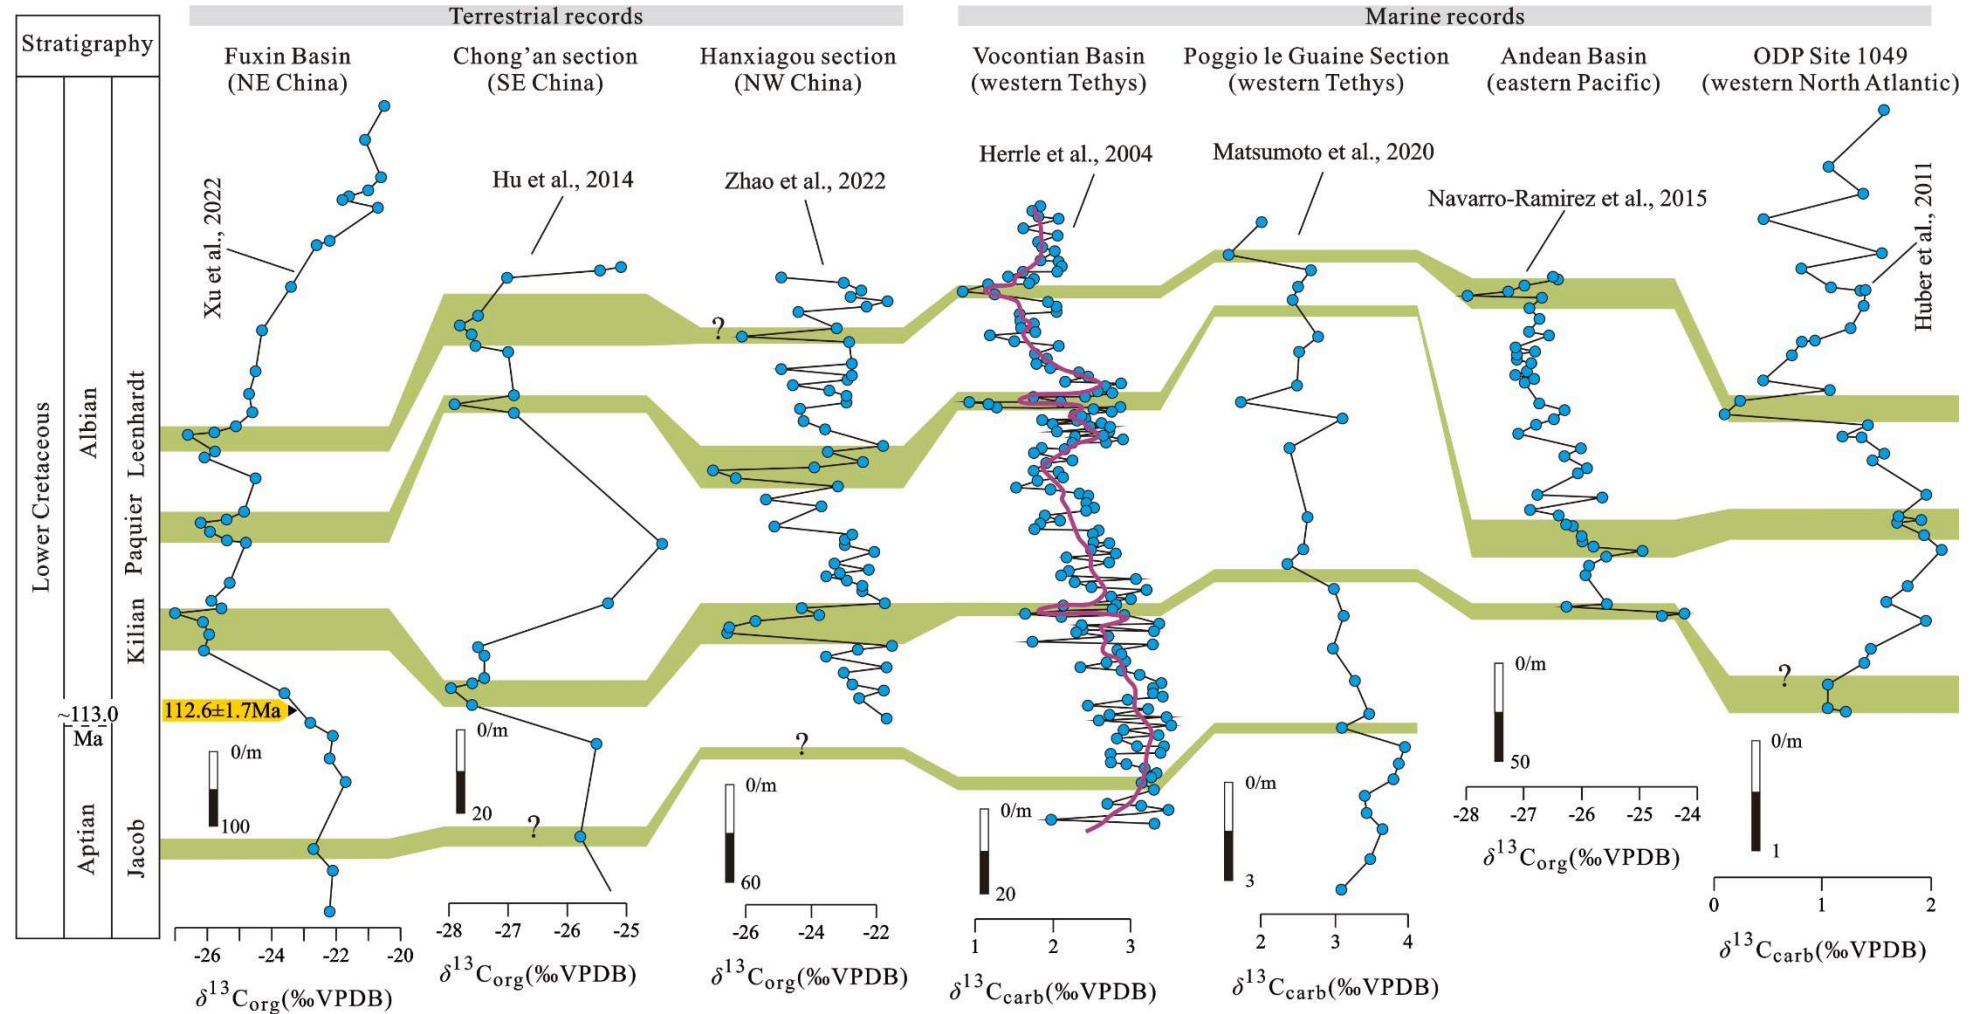 Terrestrial records
Marine records
Stratigraphy
Fuxin Basin
(NE China)
Chong'an section
(SE China)
Hanxiagou section
(NW China)
Vocontian Basin
(western Tethys)
Poggio le Guaine Section
(western Tethys)
Andean Basin
(eastern Pacific)
ODP Site 1049
(western North Atlantic)
Xu et al., 2022
Hu et al., 2014
Zhao et al., 2022
Herrle et al., 2004
Matsumoto et al., 2020
Navarro-Ramirez et al., 2015
Huber et al., 2011
Lower Cretaceous
Albian
Aptian
~113.0
Ma
Lenhardt
Paquier
Kilian
Jacob
112.6±1.7Ma
?
?
?
?
?
0/m
100
0/m
20
0/m
60
0/m
20
0/m
3
0/m
50
0/m
1
-26 -24 -22 -20
δ13Corg(‰VPDB)
-28 -27 -26 -25
δ13Corg(‰VPDB)
-26 -24 -22
δ13Corg(‰VPDB)
1 2 3
δ13Ccarb(‰VPDB)
2 3 4
δ13Ccarb(‰VPDB)
-28 -27 -26 -25 -24
δ13Corg(‰VPDB)
0 1 2
δ13Ccarb(‰VPDB)